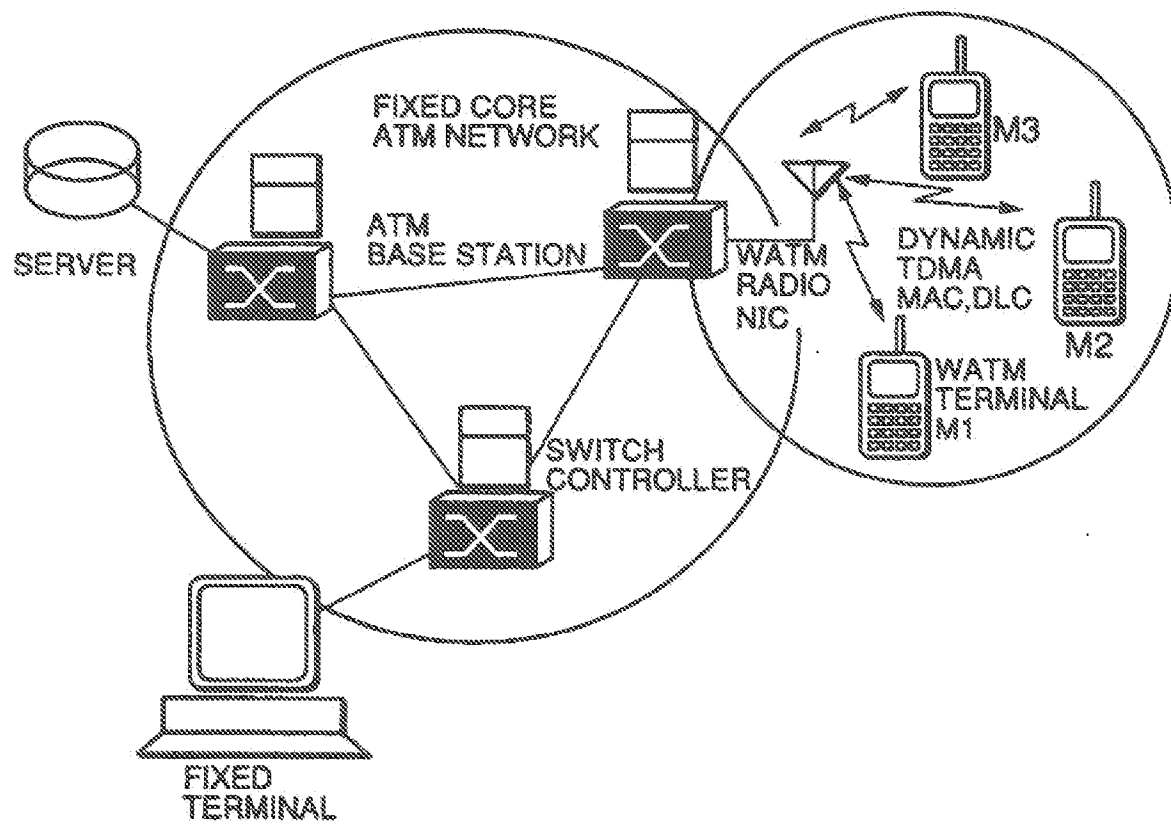 FIXED CORE
ATM NETWORK
M3
SERVER
ATM
BASE STATION
WATM
RADIO
NIC
DYNAMIC
TDMA
MAC,DLC
M2
WATM
TERMINAL
M1
SWITCH
CONTROLLER
FIXED
TERMINAL